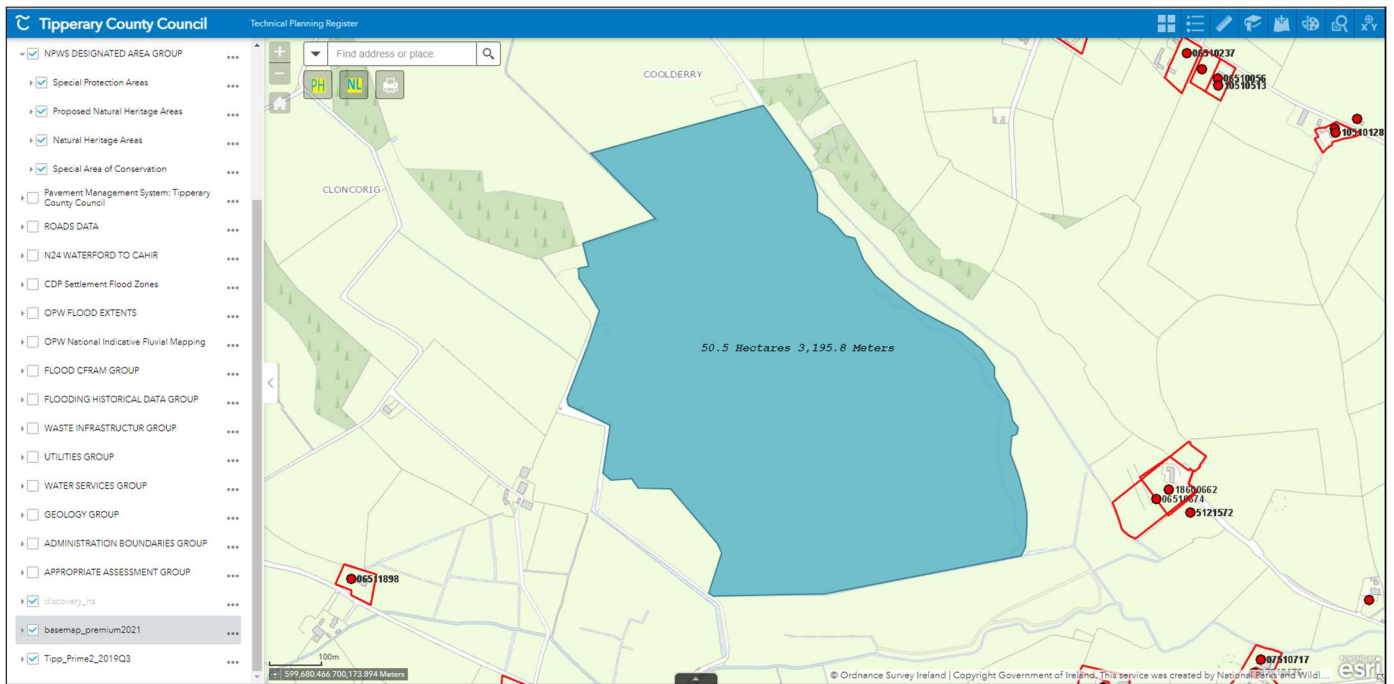 Tipperary County Council
Technical Planning Register
NPWS DESIGNATED AREA GROUP
Special Protection Areas
Proposed Natural Heritage Areas
Natural Heritage Areas
Special Area of Conservation
Pavement Management System: Tipperary
County Council
ROADS DATA
N24 WATERFORD TO CAHIR
CDP Settlement Flood Zones
OPW FLOOD EXTENTS
OPW National Indicative Fluvial Mapping
FLOOD CFRAM GROUP
FLOODING HISTORICAL DATA GROUP
WASTE INFRASTRUCTUR GROUP
UTILITIES GROUP
WATER SERVICES GROUP
GEOLOGY GROUP
ADMINISTRATION BOUNDARIES GROUP
APPROPRIATE ASSESSMENT GROUP
discovery_hs
basemap_premium2021
Tipp_Prime2_2019Q3
Find address or place
PH NL
COOLDERRY
CLONCORIG
06510237
06510056
10510513
10510128
50.5 Hectares 3,195.8 Meters
18600662
06510674
5121572
06511898
07510717
100m
599,680.466 700,173.894 Meters
© Ordnance Survey Ireland | Copyright Government of Ireland. This service was created by National Parks and Wildl...
POWERED BY
esri